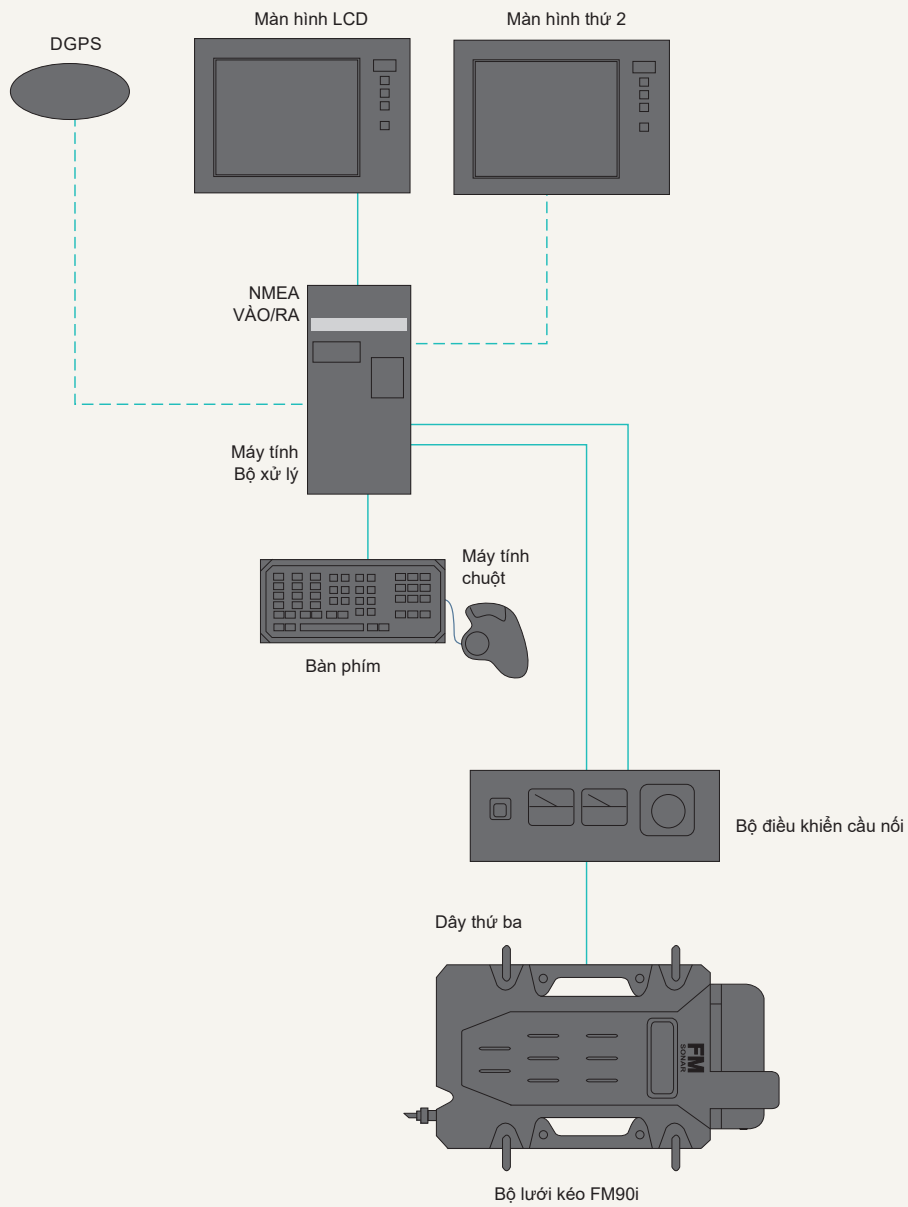 Màn hình LCD
Màn hình thứ 2
DGPS
NMEA
VÀO/RA
Máy tính
Bộ xử lý
Máy tính
chuột
Bàn phím
Bộ điều khiển cầu nối
Dây thứ ba
FM
SONAR
Bộ lưới kéo FM90i